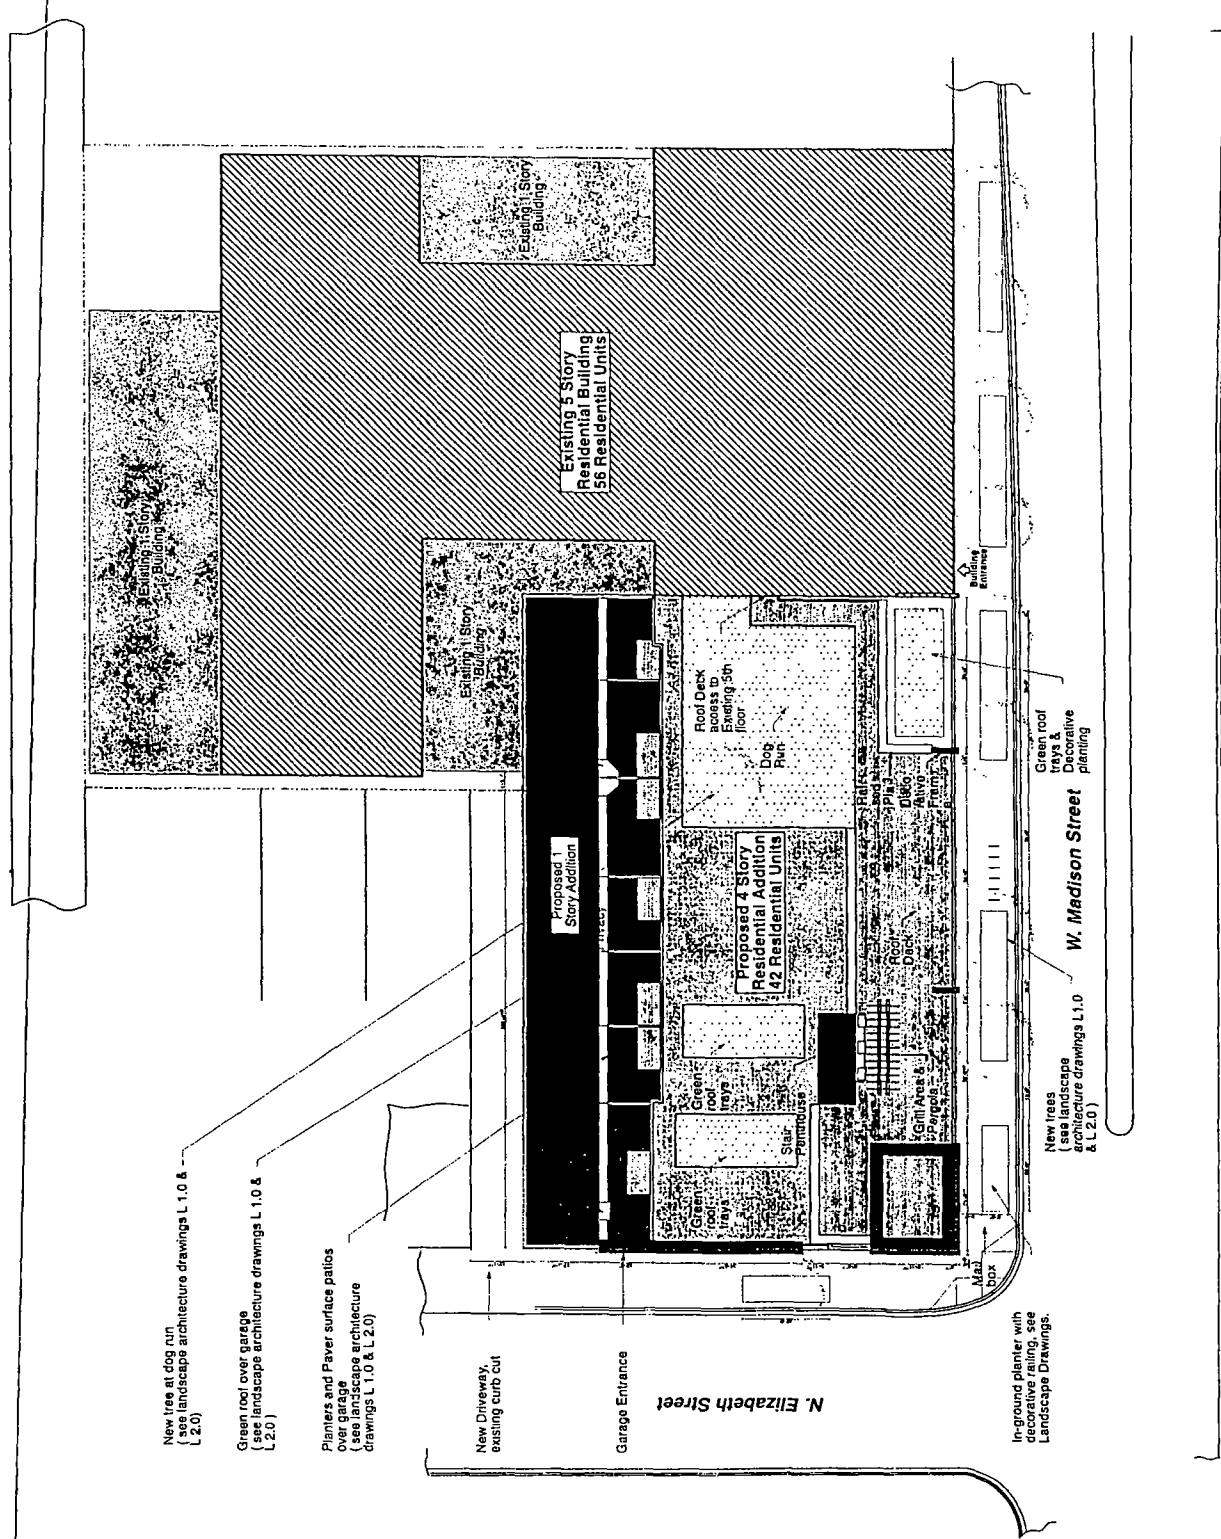 New tree at dog run
( see landscape architecture drawings L 1.0 &
L 2.0)
Green roof over garage
( see landscape architecture drawings L 1.0 &
L 2.0 )
Planters and Paver surface patios
over garage
( see landscape architecture
drawings L 1.0 & L 2.0)
New Driveway,
existing curb cut
Garage Entrance
N. Elizabeth Street
In-ground planter with
decorative railing, see
Landscape Drawings.
Mail
box
New trees
( see landscape
architecture drawings L1.0
& L 2.0 )
W. Madison Street
Green roof
trays &
Decorative
planting
Building
Entrance
Existing 1 Story
Building
Existing 1 Story
Building
Existing 1 Story
Building
Existing 5 Story
Residential Building
56 Residential Units
Proposed 1
Story Addition
Proposed 4 Story
Residential Addition
42 Residential Units
Roof Deck
access to
Existing 5th
floor
Dog
Run
Green
roof
trays
Green
roof
trays
Stair
Penthouse
Grill Area &
Pergola
Roof
Deck